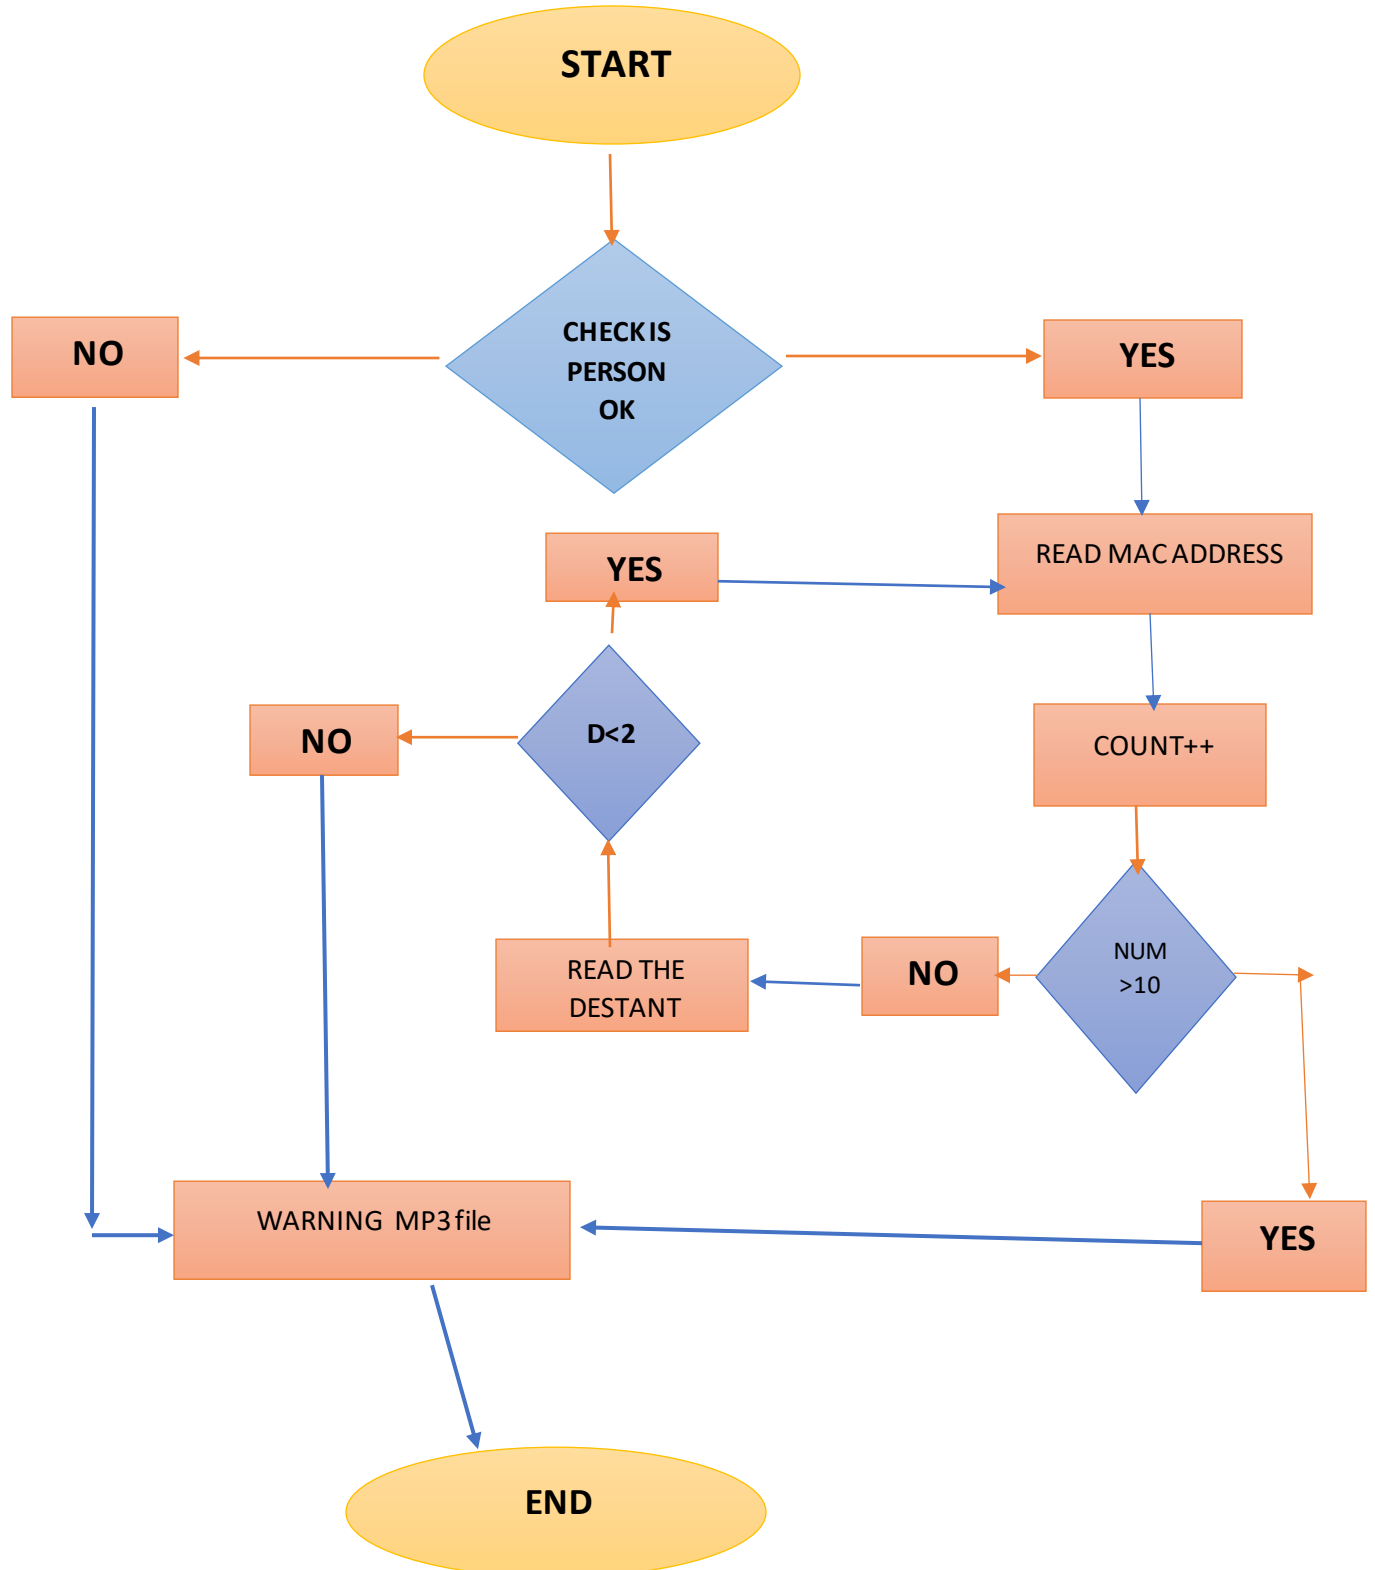 START
CHECK IS
PERSON
OK
NO
YES
YES
READ MAC ADDRESS
NO
D<2
COUNT++
READ THE
DESTANT
NO
NUM
>10
WARNING MP3 file
YES
END